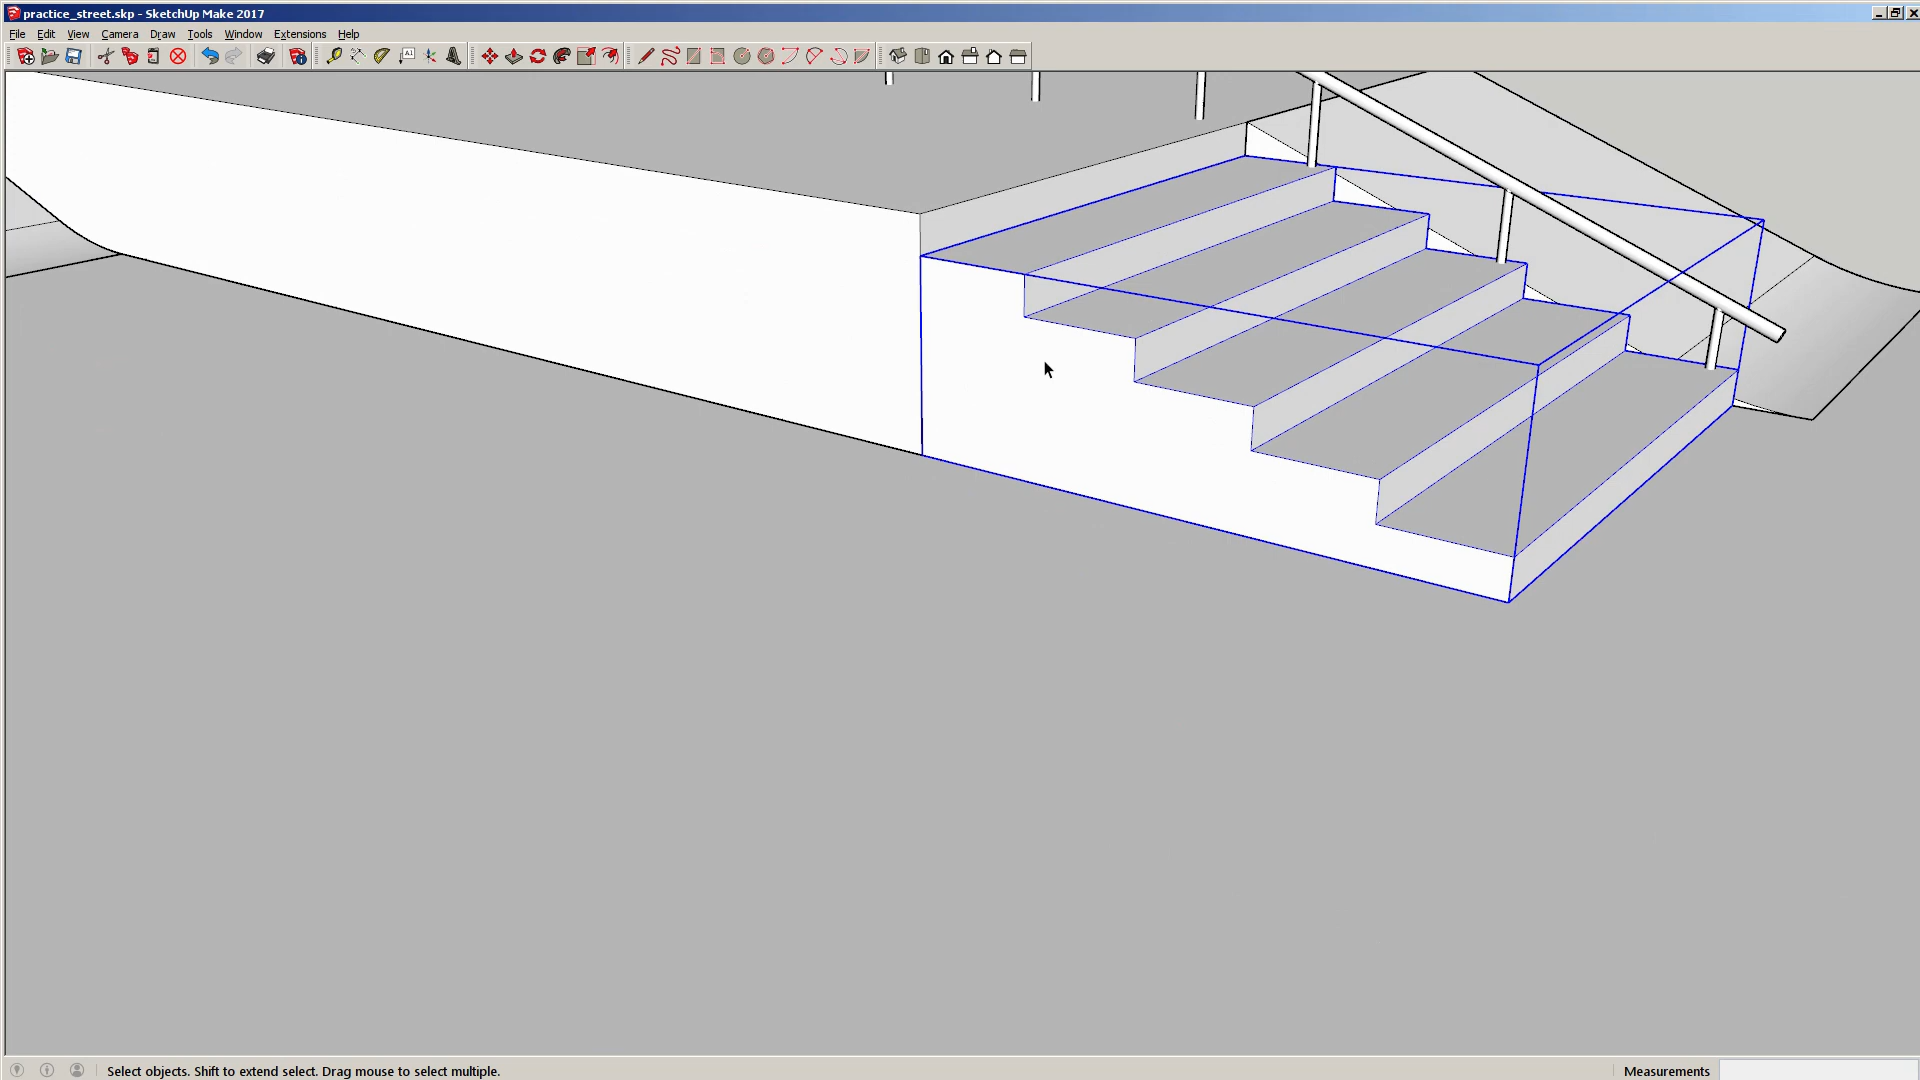 practice_street.skp - SketchUp Make 2017
File Edit View Camera Draw Tools Window Extensions Help
A1
Select objects. Shift to extend select. Drag mouse to select multiple.
Measurements